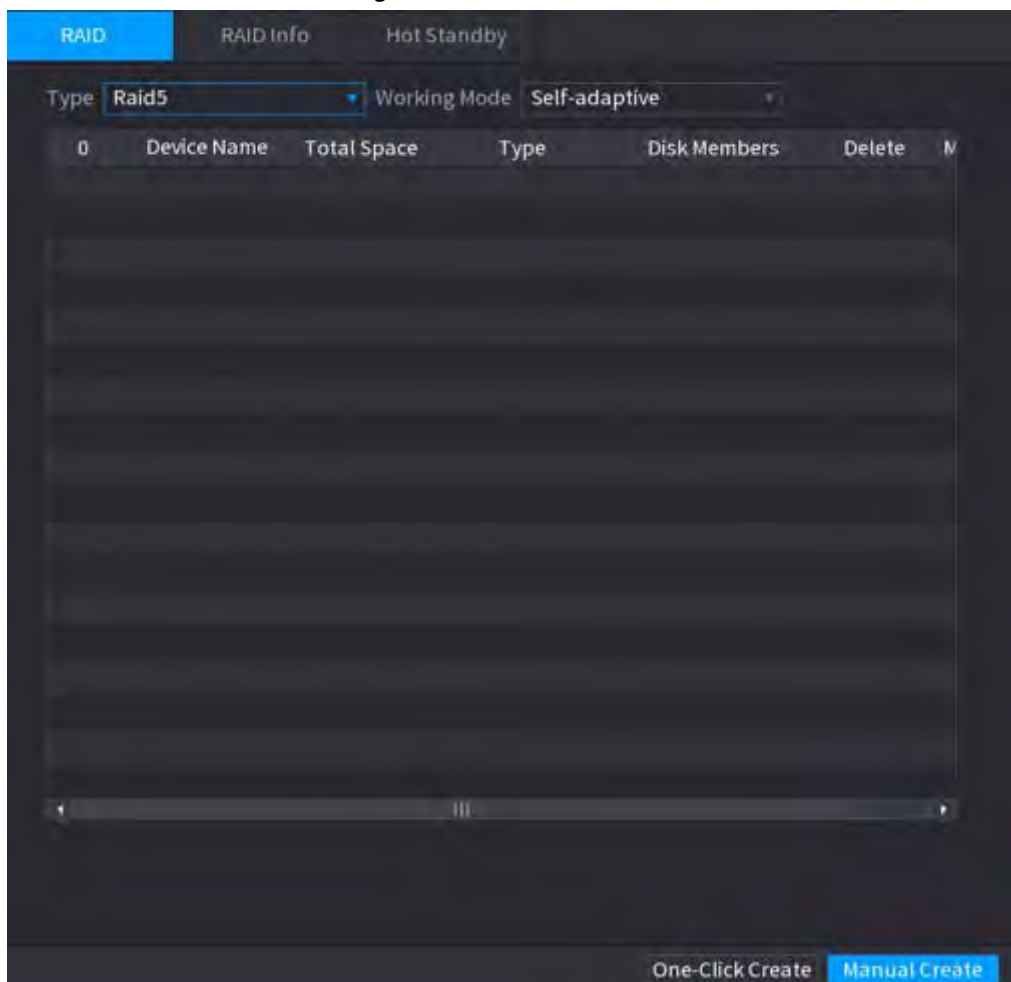 RAID RAID Info Hot Standby
Type Raid5 Working Mode Self-adaptive
0 Device Name Total Space Type Disk Members Delete
One-Click Create Manual Create